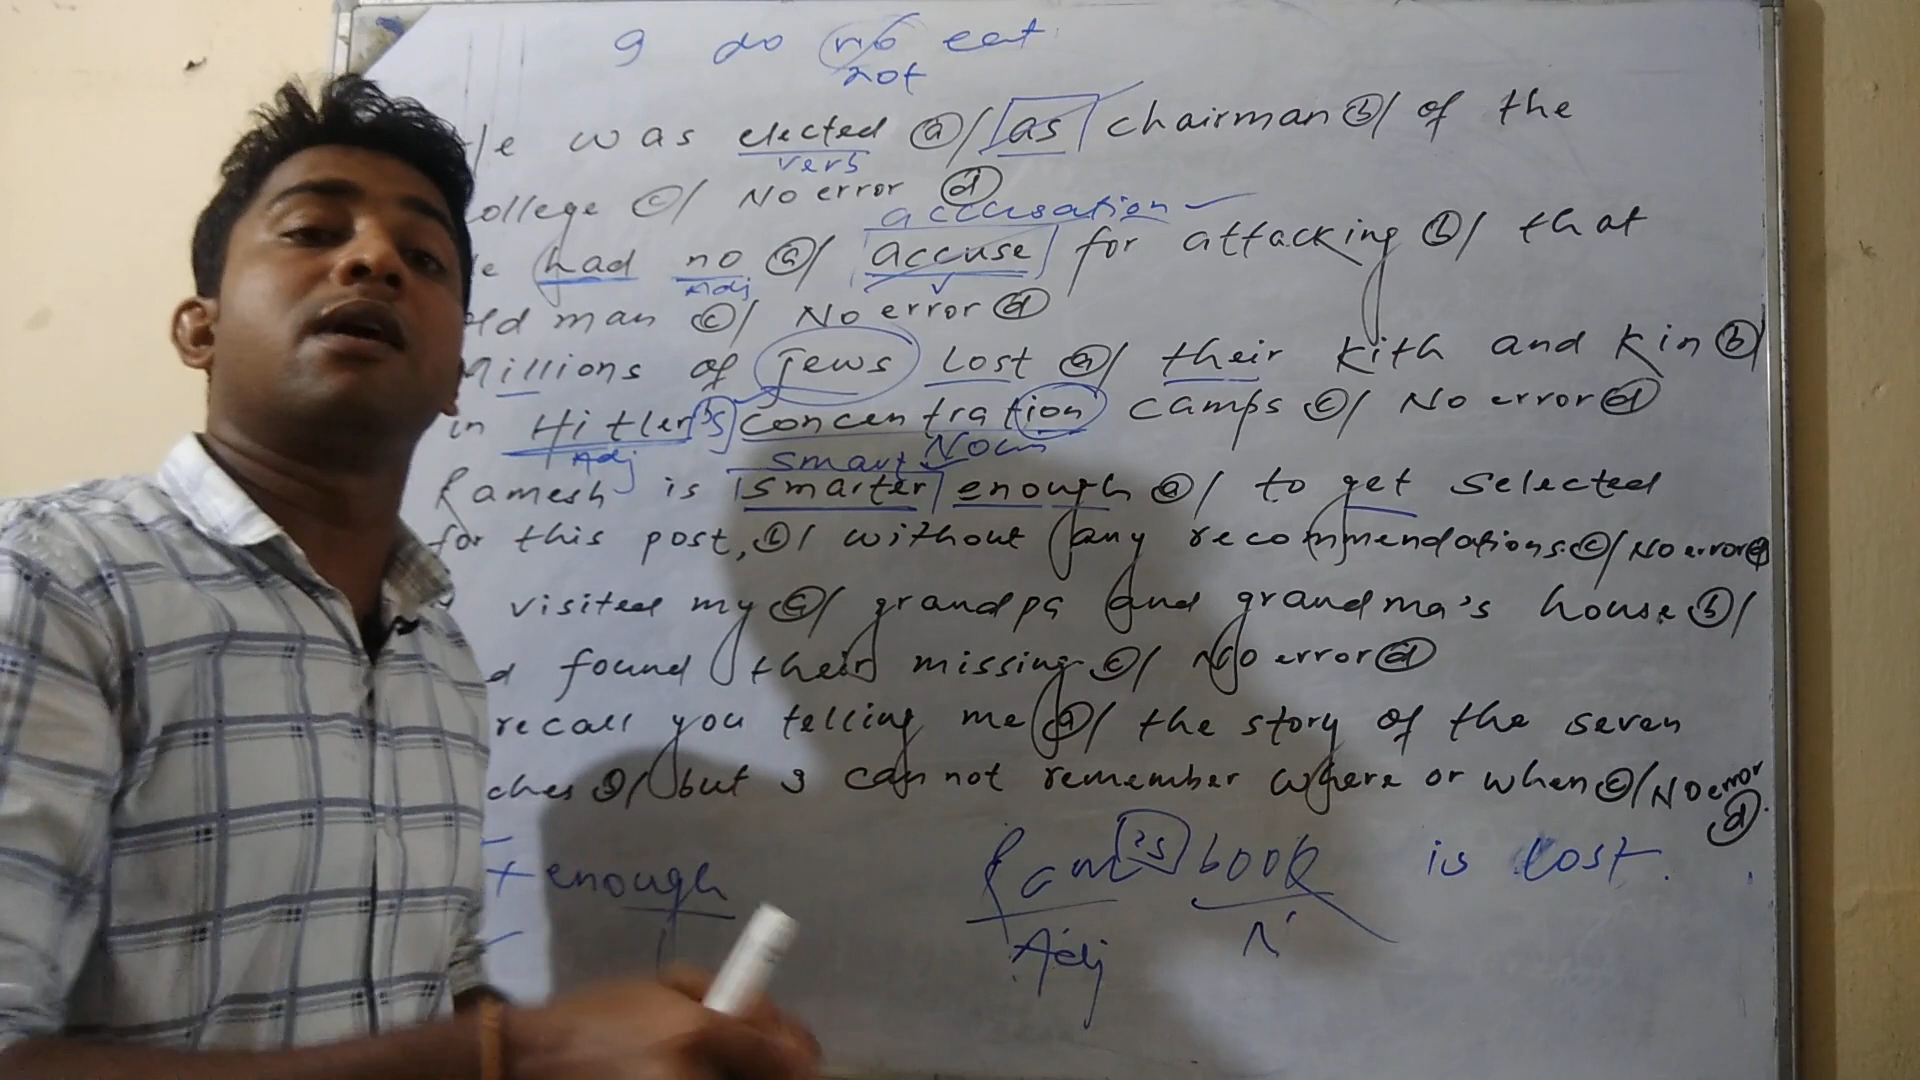 I do no eat
not
He was elected (a)/ as chairman (b)/ of the
verb
college (c)/ No error (d)
accusation
had no (a)/ accuse for attacking (b)/ that
Adj
old man (c)/ No error (d)
Millions of Jews lost (a)/ their kith and kin (b)/
in Hitler's concentration camps (c)/ No error (d)
Adj Noun
smart
Ramesh is smarter enough (a)/ to get selected
for this post, (b)/ without any recommendations. (c)/ No error (d)
visited my (a)/ grandpa and grandma's house (b)/
found their missing. (c)/ No error (d)
recall you telling me (a)/ the story of the seven
ches (b)/ but I cannot remember where or when (c)/ No error
(d).
+ enough Ram's book is lost.
Adj N